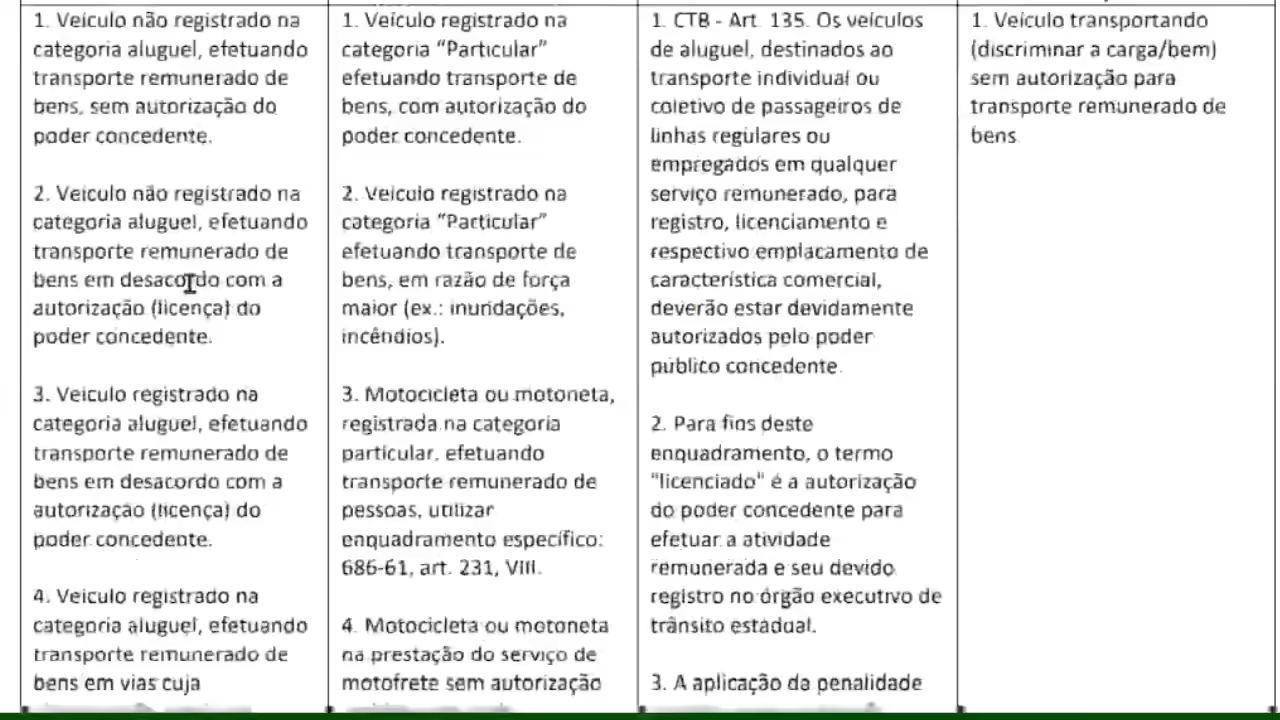 1. Veículo não registrado na
categoria aluguel, efetuando
transporte remunerado de
bens, sem autorização do
poder concedente.
2. Veículo não registrado na
categoria aluguel, efetuando
transporte remunerado de
bens em desacordo com a
autorização (licença) do
poder concedente.
3. Veículo registrado na
categoria aluguel, efetuando
transporte remunerado de
bens em desacordo com a
autorização (licença) do
poder concedente.
4. Veículo registrado na
categoria aluguel, efetuando
transporte remunerado de
bens em vias cuja
1. Veículo registrado na
categoria “Particular”
efetuando transporte de
bens, com autorização do
poder concedente.
2. Veículo registrado na
categoria “Particular”
efetuando transporte de
bens, em razão de força
maior (ex.: inundações,
incêndios).
3. Motocicleta ou motoneta,
registrada na categoria
particular, efetuando
transporte remunerado de
pessoas, utilizar
enquadramento específico:
686-61, art. 231, VIII.
4. Motocicleta ou motoneta
na prestação do serviço de
motofrete sem autorização
1. CTB - Art. 135. Os veículos
de aluguel, destinados ao
transporte individual ou
coletivo de passageiros de
linhas regulares ou
empregados em qualquer
serviço remunerado, para
registro, licenciamento e
respectivo emplacamento de
característica comercial,
deverão estar devidamente
autorizados pelo poder
público concedente.
2. Para fins deste
enquadramento, o termo
"licenciado" é a autorização
do poder concedente para
efetuar a atividade
remunerada e seu devido
registro no órgão executivo de
trânsito estadual.
3. A aplicação da penalidade
1. Veículo transportando
(discriminar a carga/bem)
sem autorização para
transporte remunerado de
bens